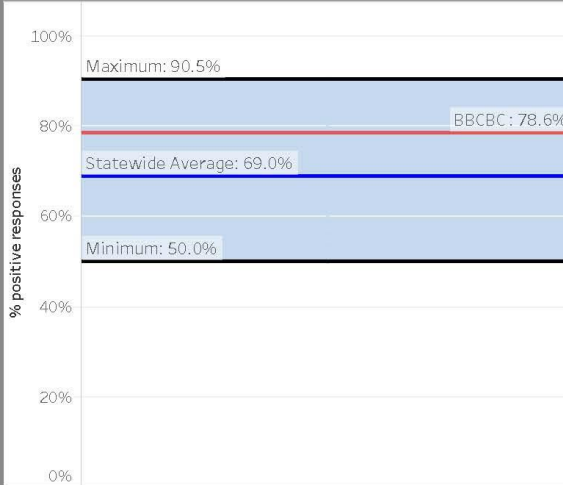 100%
Maximum: 90.5%
80%
BBCBC : 78.6%
Statewide Average: 69.0%
% positive responses
60%
Minimum: 50.0%
40%
20%
0%